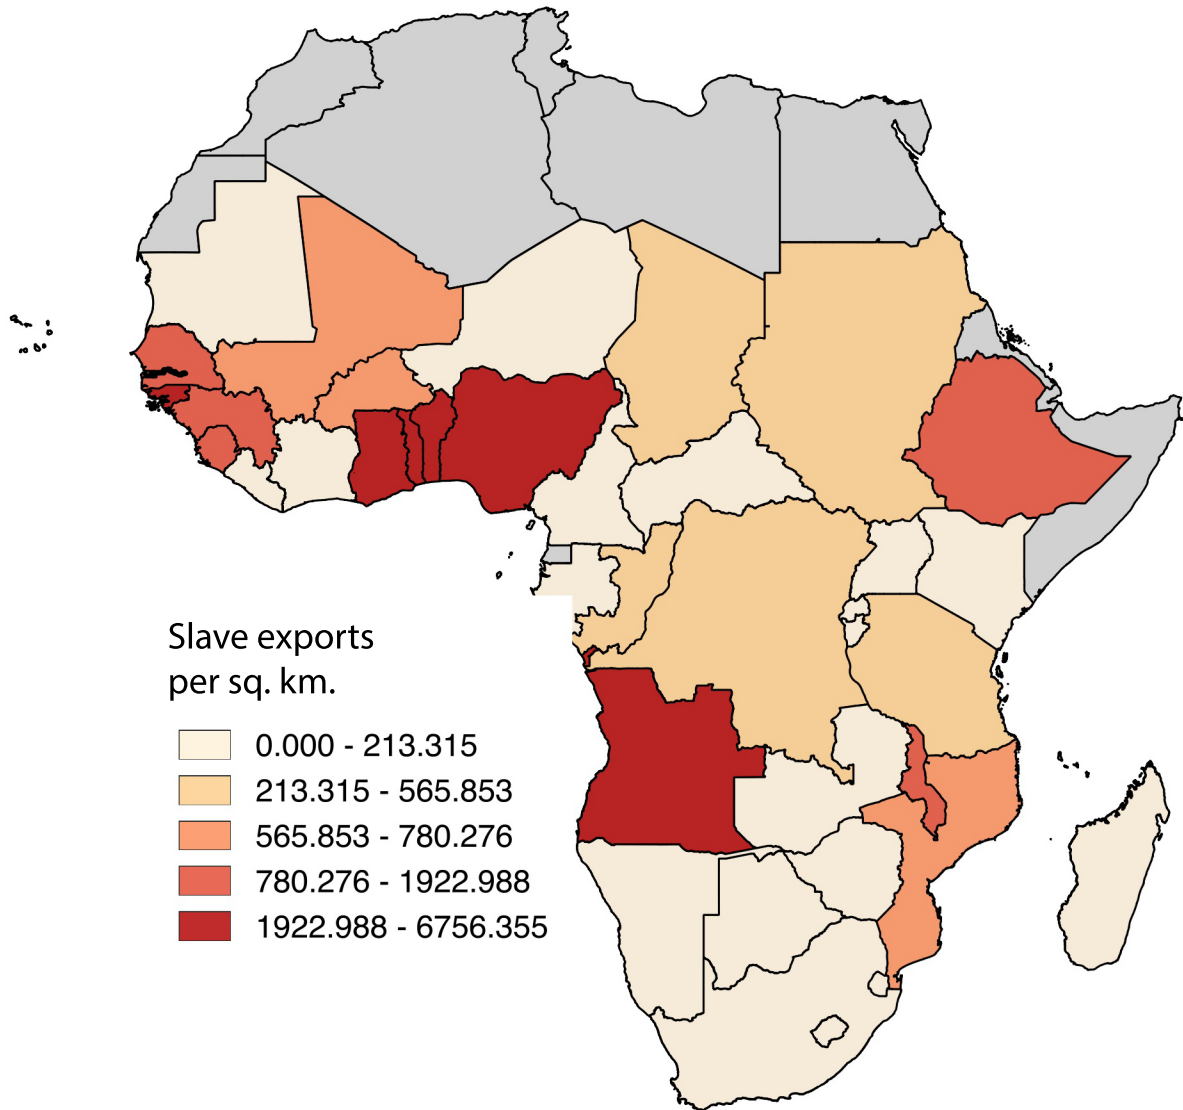 Slave exports
per sq. km.
0.000 - 213.315
213.315 - 565.853
565.853 - 780.276
780.276 - 1922.988
1922.988 - 6756.355